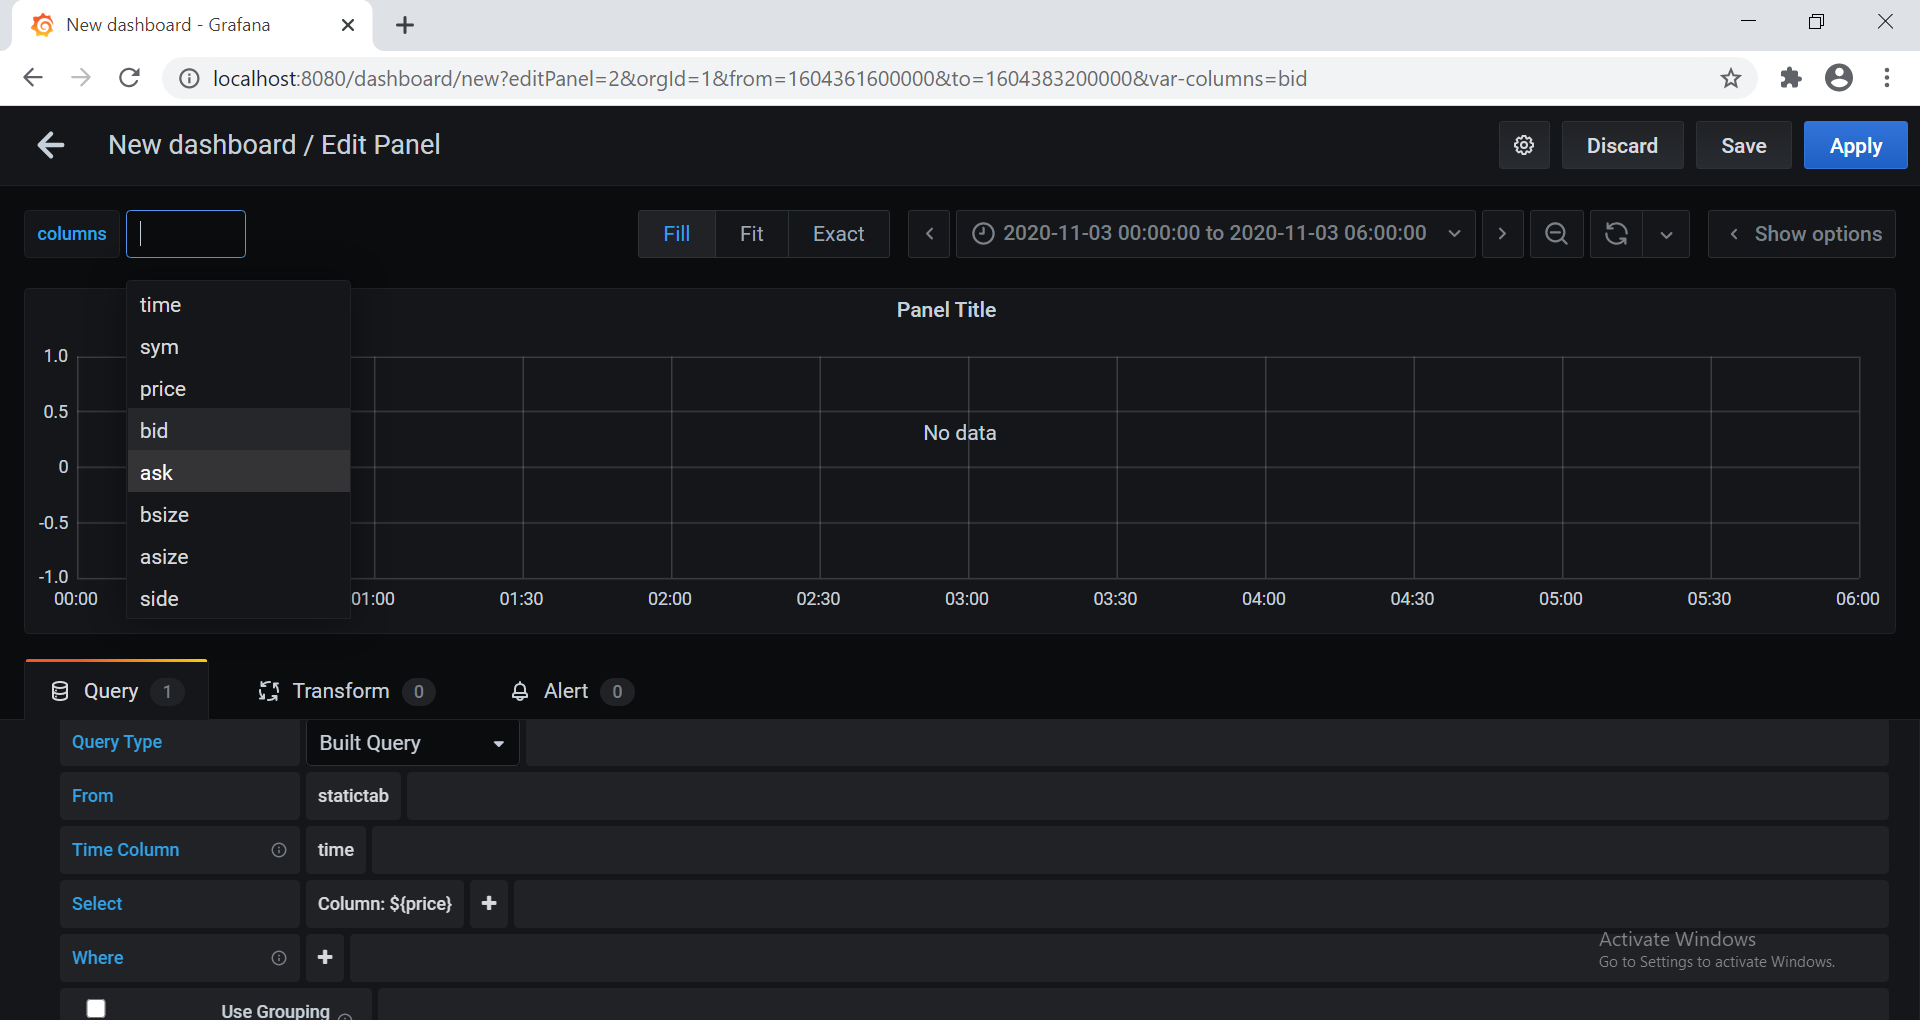 New dashboard - Grafana
localhost:8080/dashboard/new?editPanel=2&orgId=1&from=1604361600000&to=1604383200000&var-columns=bid
New dashboard / Edit Panel
Discard
Save
Apply
columns
Fill
Fit
Exact
2020-11-03 00:00:00 to 2020-11-03 06:00:00
Show options
time
sym
price
bid
ask
bsize
asize
side
Panel Title
1.0
0.5
0
-0.5
-1.0
No data
00:00
01:00
01:30
02:00
02:30
03:00
03:30
04:00
04:30
05:00
05:30
06:00
Query 1
Transform 0
Alert 0
Query Type
Built Query
From
statictab
Time Column
time
Select
Column: ${price}
Where
Use Grouping
Activate Windows
Go to Settings to activate Windows.